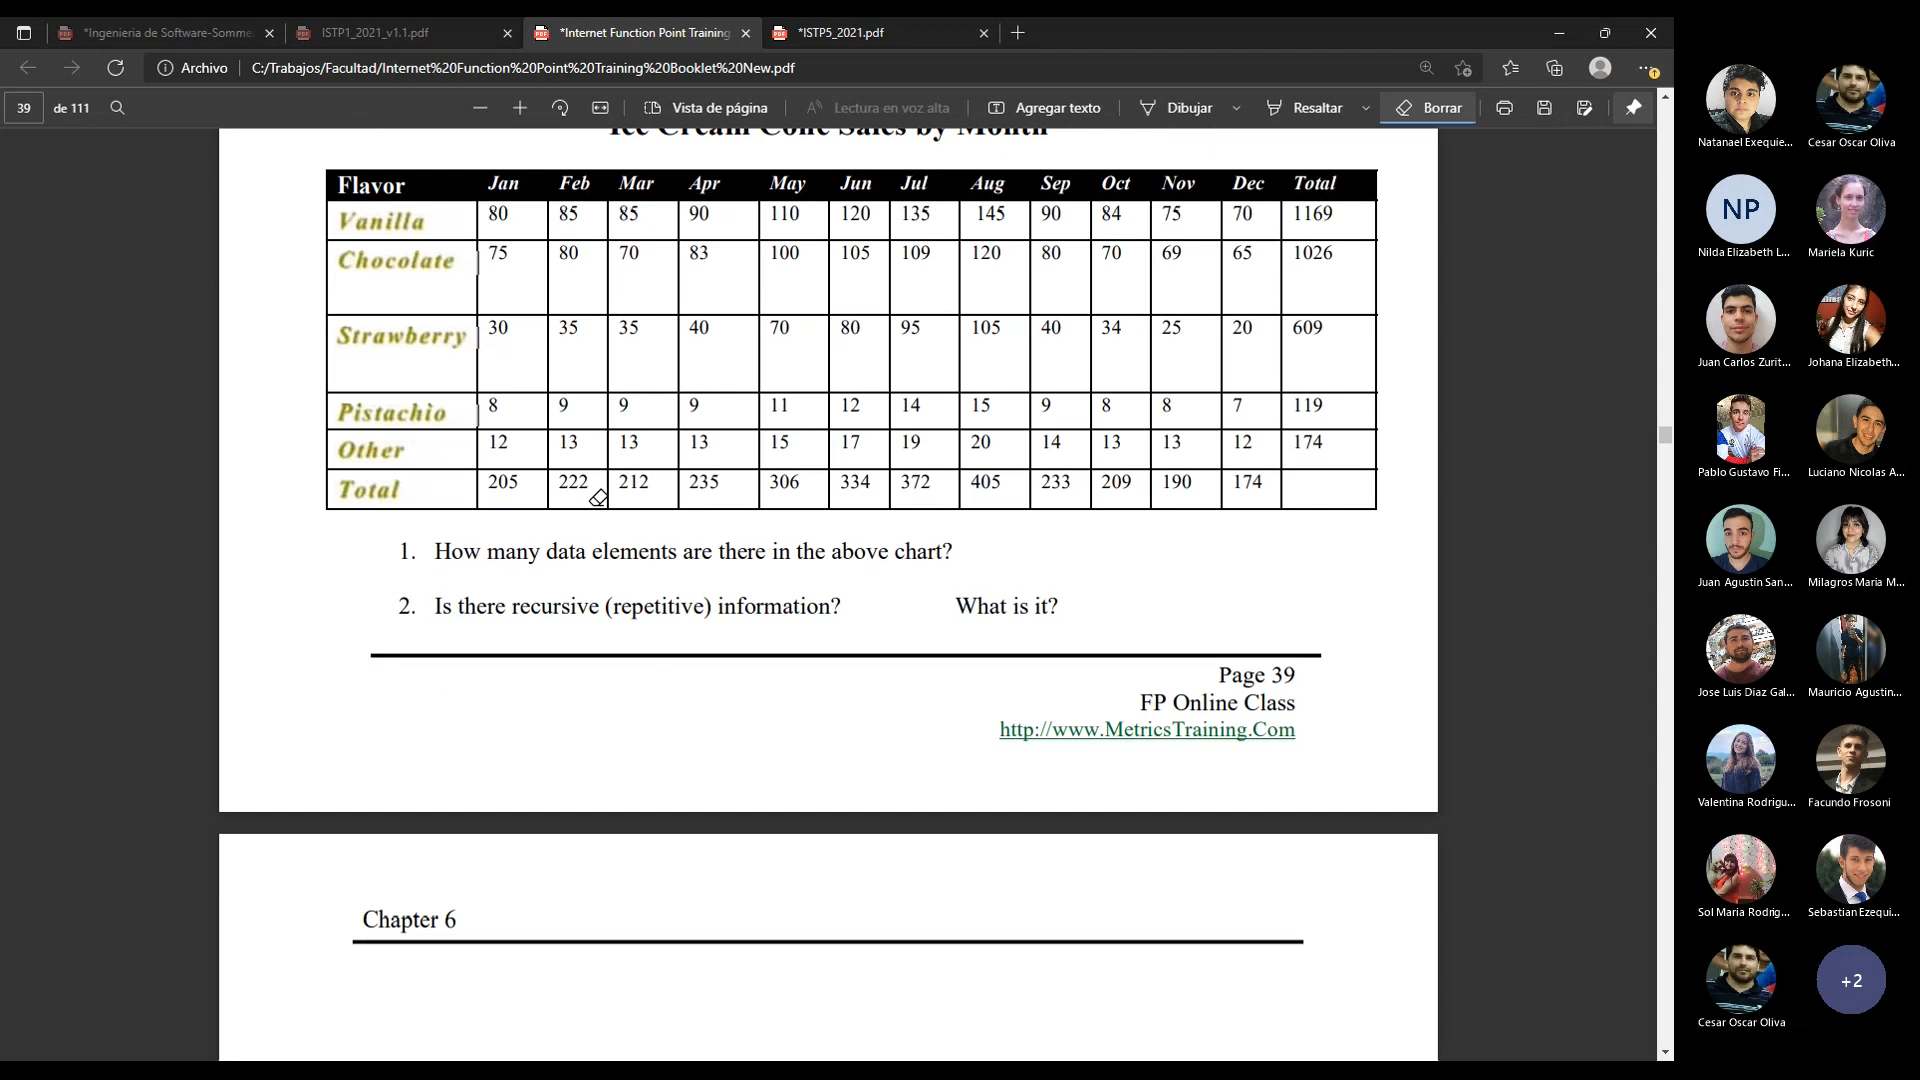 *Ingenieria de Software-Somme
ISTP1_2021_v1.1.pdf
*Internet Function Point Training
*ISTP5_2021.pdf
Archivo
C:/Trabajos/Facultad/Internet%20Function%20Point%20Training%20Booklet%20New.pdf
39 de 111
Vista de página
Lectura en voz alta
Agregar texto
Dibujar
Resaltar
Borrar
Ice Cream Cone Sales by Month
Flavor Jan Feb Mar Apr May Jun Jul Aug Sep Oct Nov Dec Total
Vanilla 80 85 85 90 110 120 135 145 90 84 75 70 1169
Chocolate 75 80 70 83 100 105 109 120 80 70 69 65 1026
Strawberry 30 35 35 40 70 80 95 105 40 34 25 20 609
Pistachio 8 9 9 9 11 12 14 15 9 8 8 7 119
Other 12 13 13 13 15 17 19 20 14 13 13 12 174
Total 205 222 212 235 306 334 372 405 233 209 190 174
1. How many data elements are there in the above chart?
2. Is there recursive (repetitive) information? What is it?
Page 39
FP Online Class
http://www.MetricsTraining.Com
Chapter 6
Natanael Exequie...
Cesar Oscar Oliva
NP
Nilda Elizabeth L...
Mariela Kuric
Juan Carlos Zurit...
Johana Elizabeth...
Pablo Gustavo Fi...
Luciano Nicolas A...
Juan Agustin San...
Milagros Maria M...
Jose Luis Diaz Gal...
Mauricio Agustin...
Valentina Rodrigu...
Facundo Frosoni
Sol Maria Rodrig...
Sebastian Ezequi...
Cesar Oscar Oliva
+2